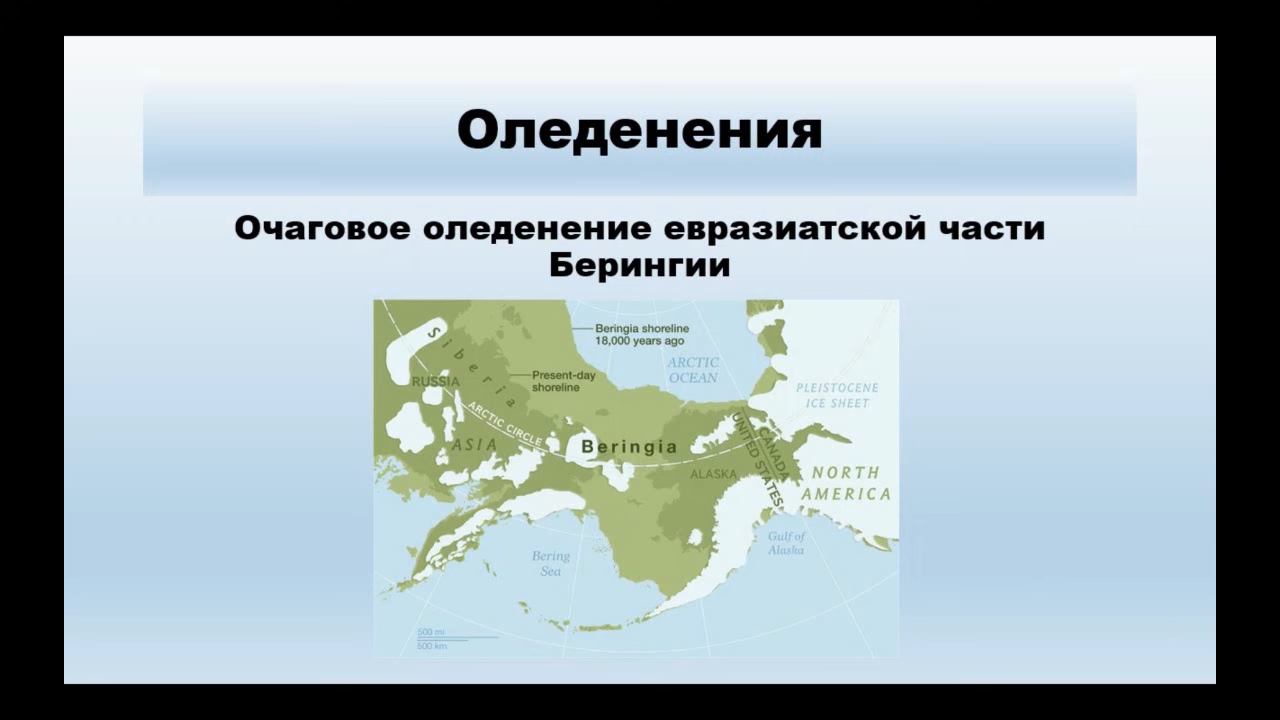 Оледенения
Очаговое оледенение евразиатской части
Берингии
Beringia shoreline
18,000 years ago
ARCTIC
OCEAN
Siberia
Present-day
shoreline
RUSSIA
PLEISTOCENE
ICE SHEET
ARCTIC CIRCLE
ASIA
Beringia
CANADA
UNITED STATES
ALASKA
NORTH
AMERICA
Gulf of
Alaska
Bering
Sea
500 mi
500 km